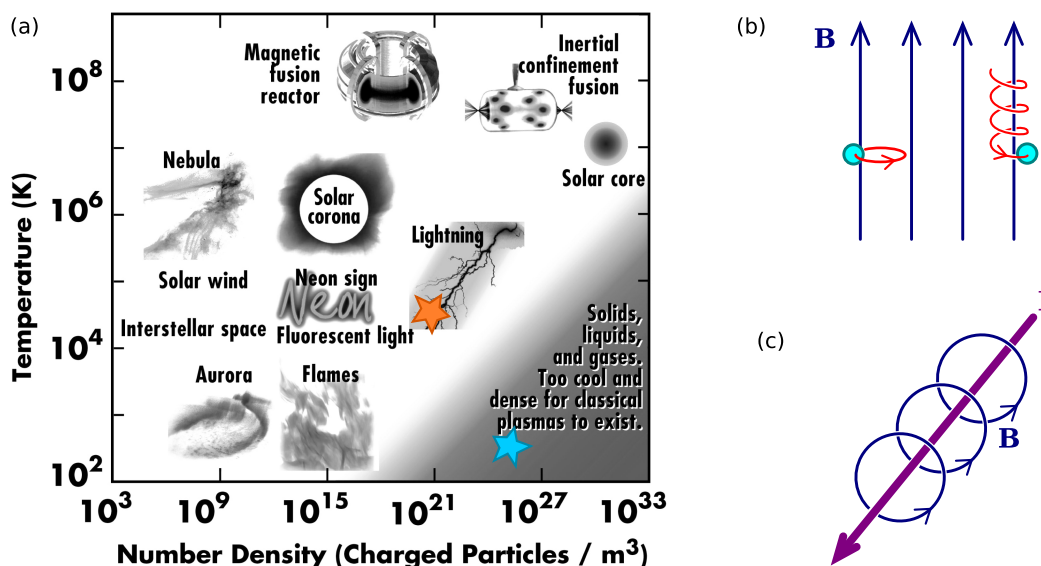 (a)
Temperature (K)
10⁸
10⁶
10⁴
10²
10³
10⁹
10¹⁵
10²¹
10²⁷
10³³
Number Density (Charged Particles / m³)
Magnetic
fusion
reactor
Inertial
confinement
fusion
Solar core
Nebula
Solar
corona
Lightning
Solar wind
Neon sign
Neon
Interstellar space
Fluorescent light
Aurora
Flames
Solids,
liquids,
and gases.
Too cool and
dense for classical
plasmas to exist.
(b)
B
(c)
B